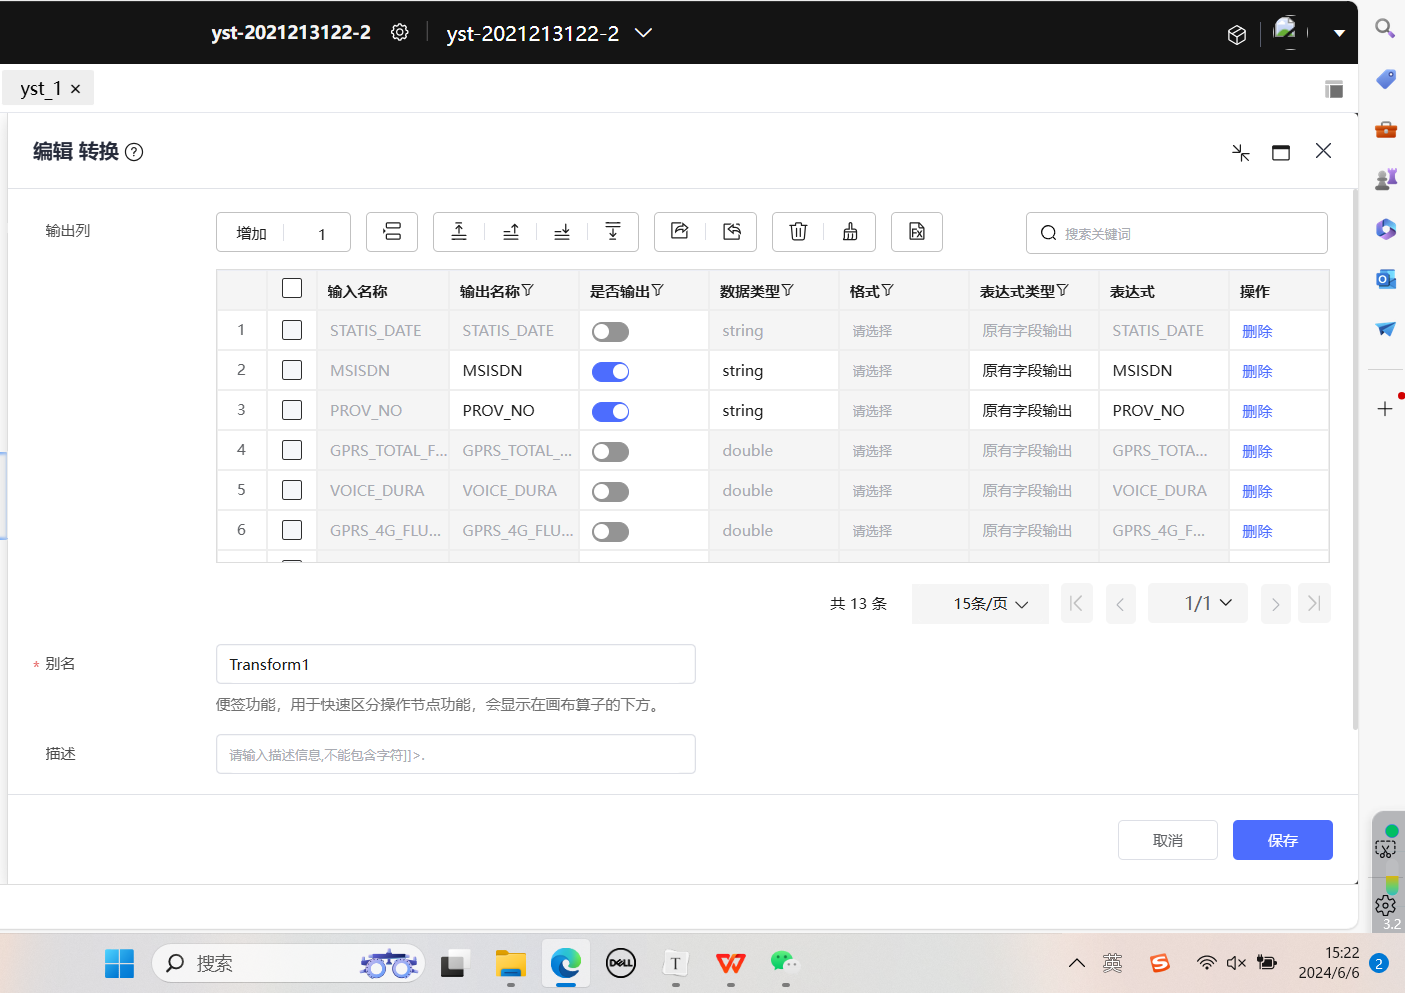 yst-2021213122-2 yst-2021213122-2
yst_1 ×
编辑 转换
输出列 增加 1 搜索关键词
输入名称 输出名称 是否输出 数据类型 格式 表达式类型 表达式 操作
1 STATIS_DATE STATIS_DATE string 请选择 原有字段输出 STATIS_DATE 删除
2 MSISDN MSISDN string 请选择 原有字段输出 MSISDN 删除
3 PROV_NO PROV_NO string 请选择 原有字段输出 PROV_NO 删除
4 GPRS_TOTAL_F... GPRS_TOTAL_... double 请选择 原有字段输出 GPRS_TOTA... 删除
5 VOICE_DURA VOICE_DURA double 请选择 原有字段输出 VOICE_DURA 删除
6 GPRS_4G_FLU... GPRS_4G_FLU... double 请选择 原有字段输出 GPRS_4G_F... 删除
共 13 条 15条/页 1/1
* 别名 Transform1
便签功能，用于快速区分操作节点功能，会显示在画布算子的下方。
描述 请输入描述信息,不能包含字符]]>.
取消 保存
3.2
搜索 DELL T 英 15:22
2024/6/6 2